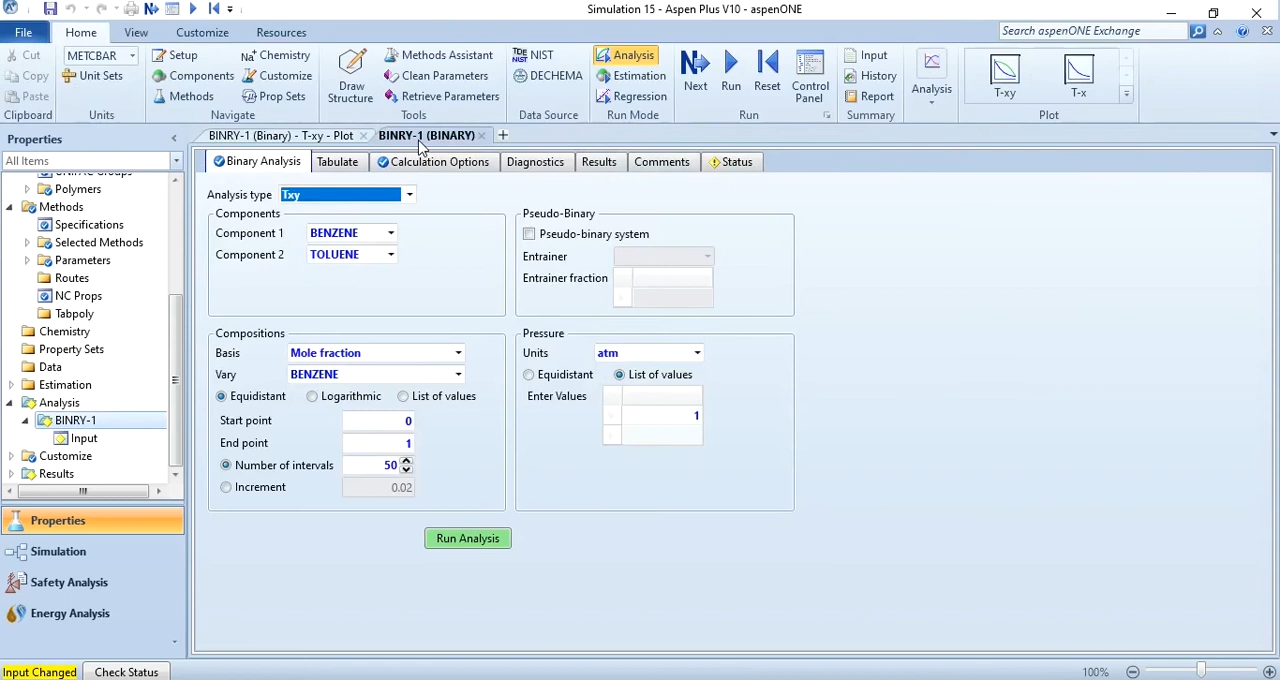 Simulation 15 - Aspen Plus V10 - aspenONE
File Home View Customize Resources Search aspenONE Exchange
Cut METCBAR Setup Chemistry Methods Assistant NIST Analysis Input
Copy Unit Sets Components Customize Draw Structure Clean Parameters DECHEMA Estimation Next Run Reset Control Panel History Analysis T-xy T-x
Paste Methods Prop Sets Retrieve Parameters Regression Report
Clipboard Units Navigate Tools Data Source Run Mode Run Summary Plot
Properties BINRY-1 (Binary) - T-xy - Plot BINRY-1 (BINARY)
All Items Binary Analysis Tabulate Calculation Options Diagnostics Results Comments Status
Polymers
Methods
Specifications
Selected Methods
Parameters
Routes
NC Props
Tabpoly
Chemistry
Property Sets
Data
Estimation
Analysis
BINRY-1
Input
Customize
Results
Properties
Simulation
Safety Analysis
Energy Analysis
Analysis type Txy
Components
Component 1 BENZENE
Component 2 TOLUENE
Pseudo-Binary
Pseudo-binary system
Entrainer
Entrainer fraction
Compositions
Basis Mole fraction
Vary BENZENE
Equidistant Logarithmic List of values
Start point 0
End point 1
Number of intervals 50
Increment 0.02
Pressure
Units atm
Equidistant List of values
Enter Values
1
Run Analysis
Input Changed Check Status 100%